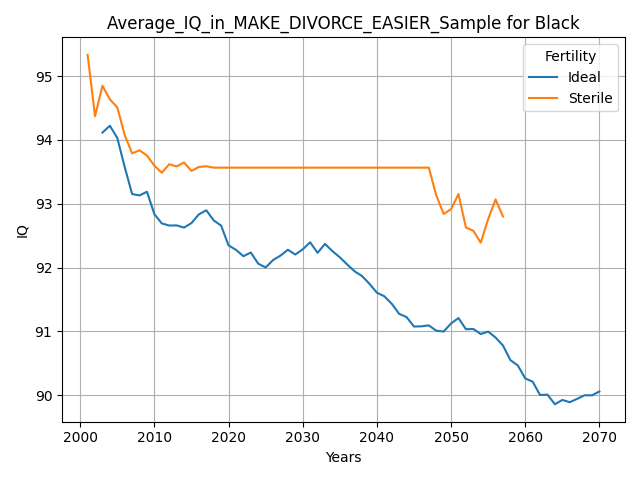 Average_IQ_in_MAKE_DIVORCE_EASIER_Sample for Black
Fertility
Ideal
Sterile
IQ
95
94
93
92
91
90
2000 2010 2020 2030 2040 2050 2060 2070
Years